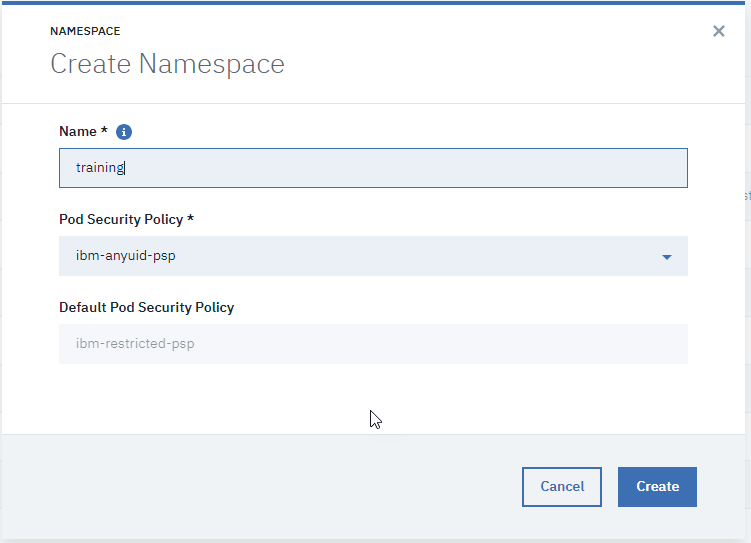 NAMESPACE
Create Namespace
Name *
training
Pod Security Policy *
ibm-anyuid-psp
Default Pod Security Policy
ibm-restricted-psp
Cancel
Create